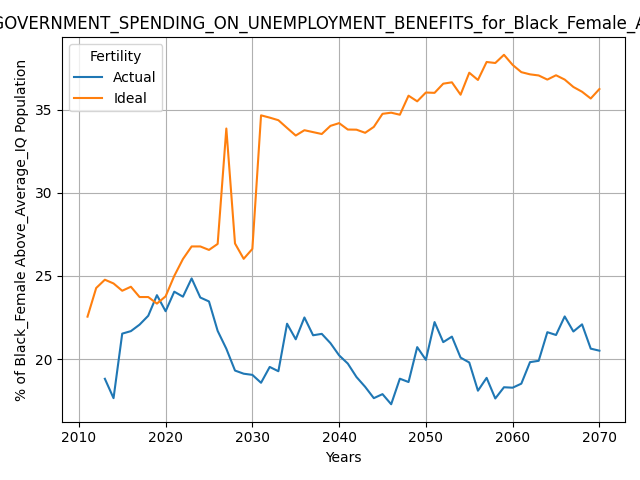 GOVERNMENT_SPENDING_ON_UNEMPLOYMENT_BENEFITS_for_Black_Female_A
Fertility
Actual
Ideal
% of Black_Female Above_Average_IQ Population
35
30
25
20
2010 2020 2030 2040 2050 2060 2070
Years